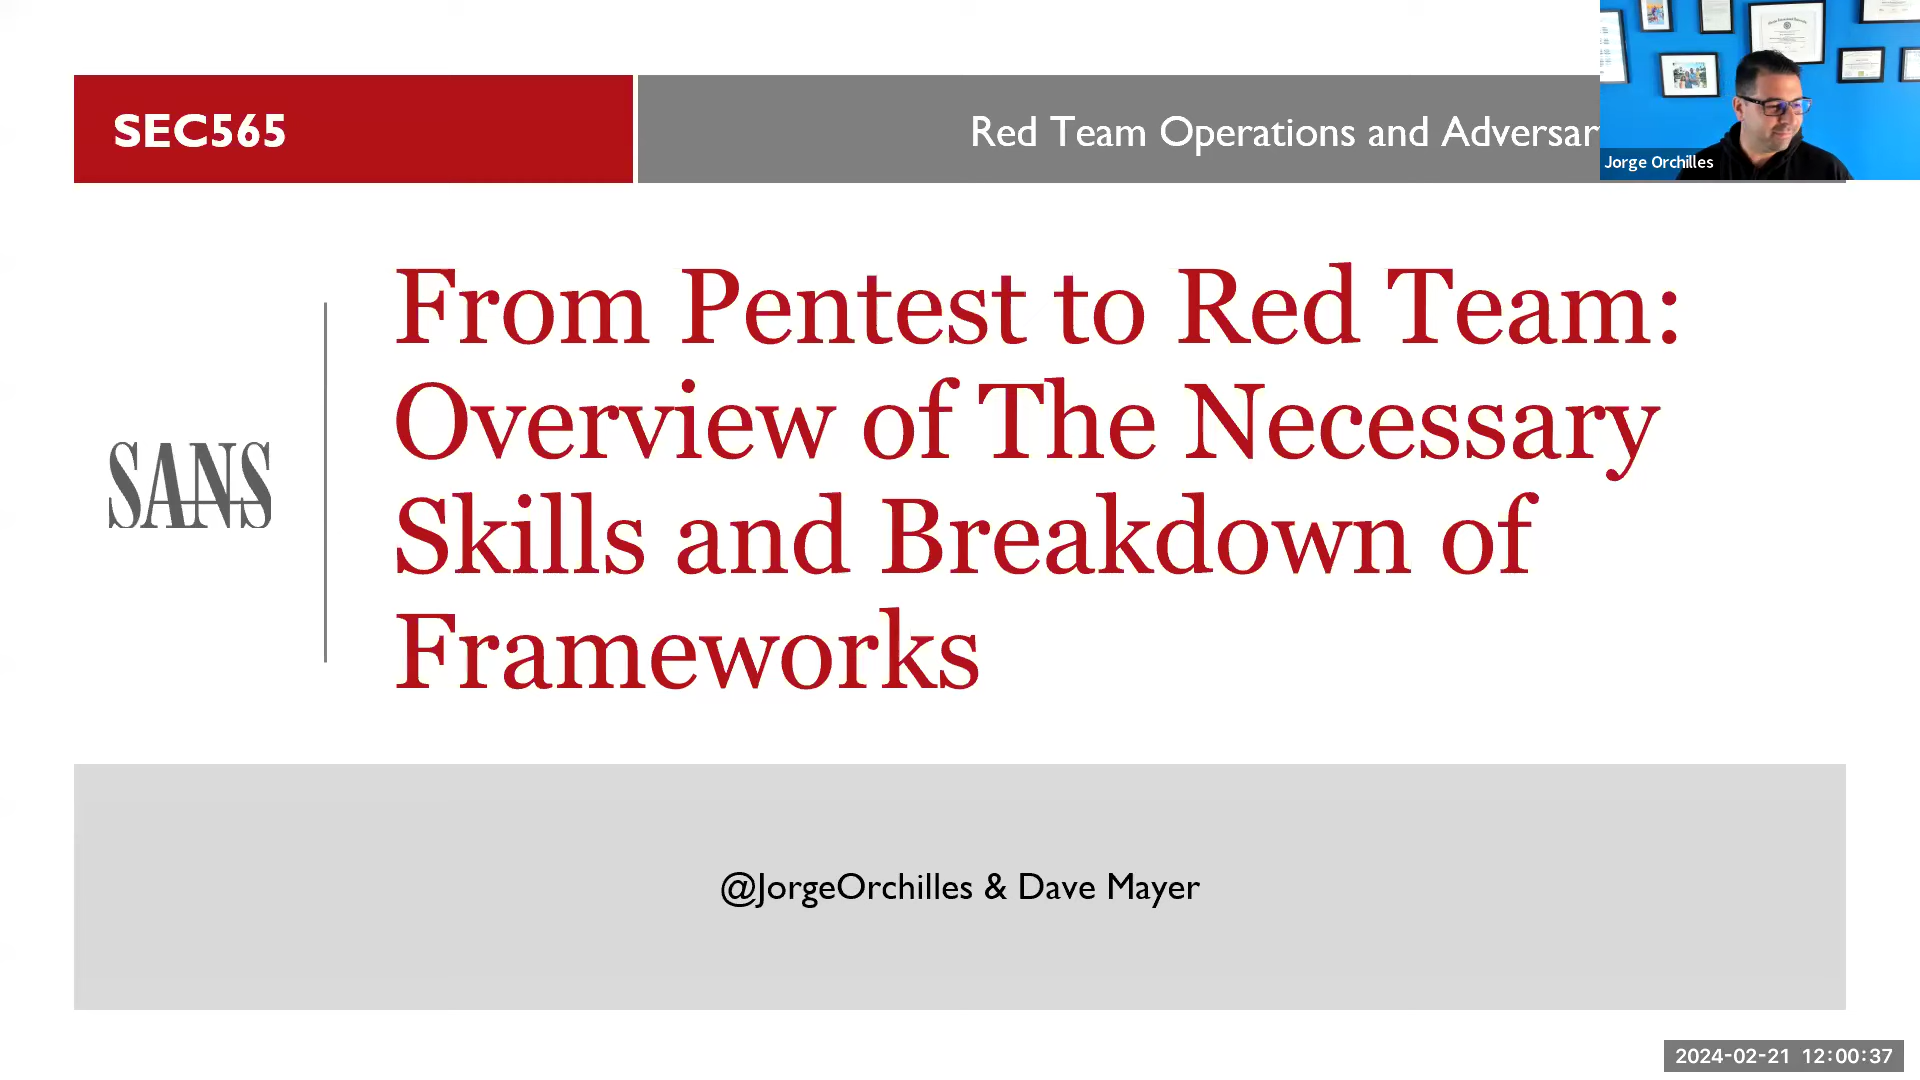 SEC565
Red Team Operations and Adversar
Jorge Orchilles
From Pentest to Red Team:
Overview of The Necessary
Skills and Breakdown of
Frameworks
SANS
@JorgeOrchilles & Dave Mayer
2024-02-21 12:00:37